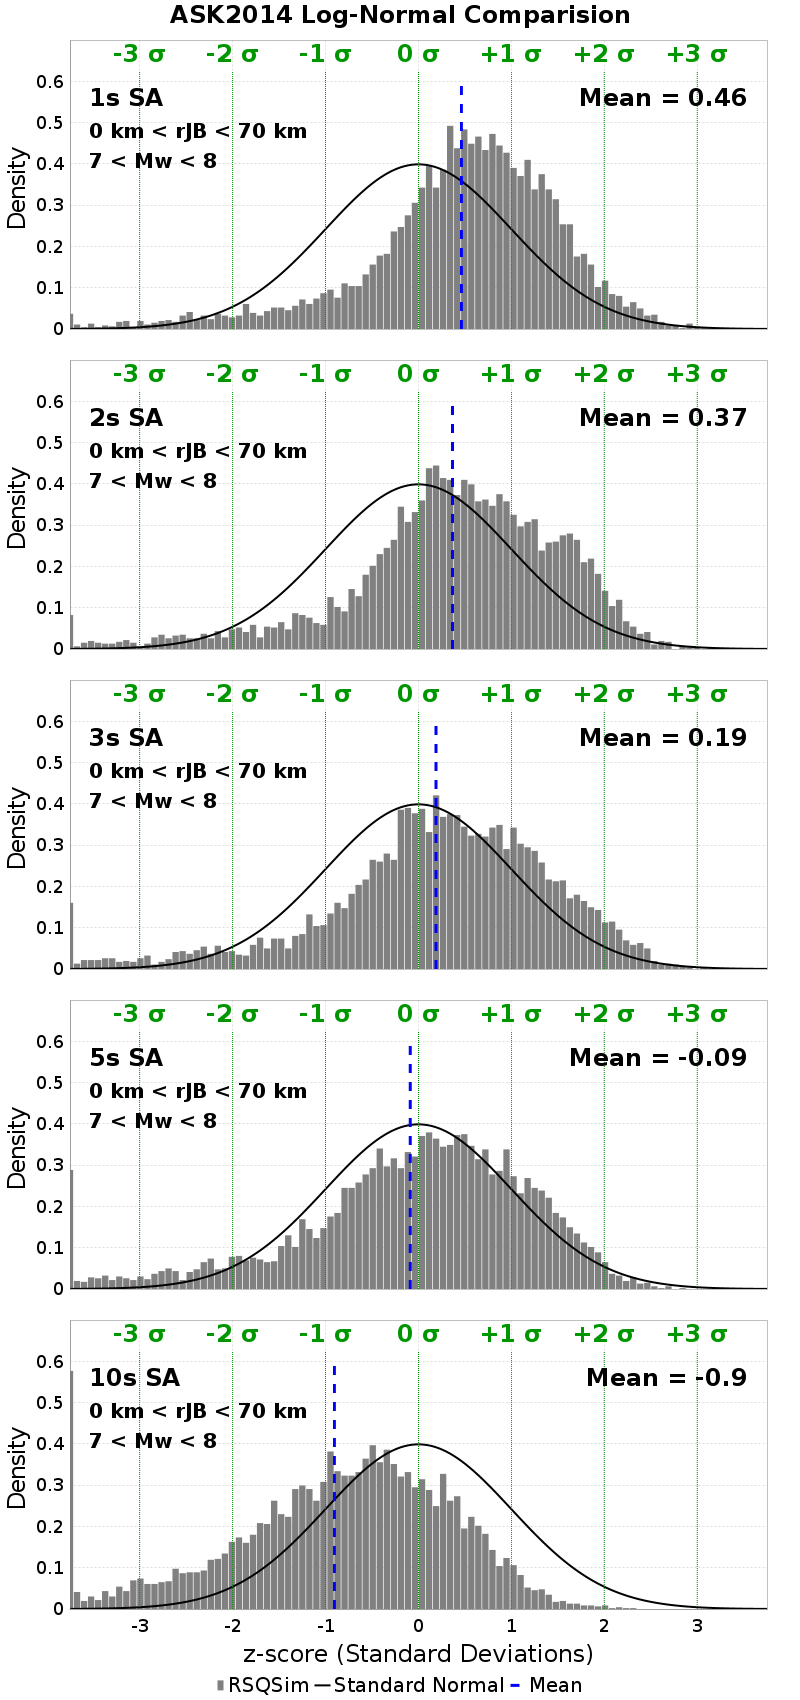 ASK2014 Log-Normal Comparision
-3 σ -2 σ -1 σ 0 σ +1 σ +2 σ +3 σ
1s SA Mean = 0.46
0 km < rJB < 70 km
7 < Mw < 8
Density
0.6
0.5
0.4
0.3
0.2
0.1
0
-3 σ -2 σ -1 σ 0 σ +1 σ +2 σ +3 σ
2s SA Mean = 0.37
0 km < rJB < 70 km
7 < Mw < 8
Density
0.6
0.5
0.4
0.3
0.2
0.1
0
-3 σ -2 σ -1 σ 0 σ +1 σ +2 σ +3 σ
3s SA Mean = 0.19
0 km < rJB < 70 km
7 < Mw < 8
Density
0.6
0.5
0.4
0.3
0.2
0.1
0
-3 σ -2 σ -1 σ 0 σ +1 σ +2 σ +3 σ
5s SA Mean = -0.09
0 km < rJB < 70 km
7 < Mw < 8
Density
0.6
0.5
0.4
0.3
0.2
0.1
0
-3 σ -2 σ -1 σ 0 σ +1 σ +2 σ +3 σ
10s SA Mean = -0.9
0 km < rJB < 70 km
7 < Mw < 8
Density
0.6
0.5
0.4
0.3
0.2
0.1
0
-3 -2 -1 0 1 2 3
z-score (Standard Deviations)
RSQSim Standard Normal Mean